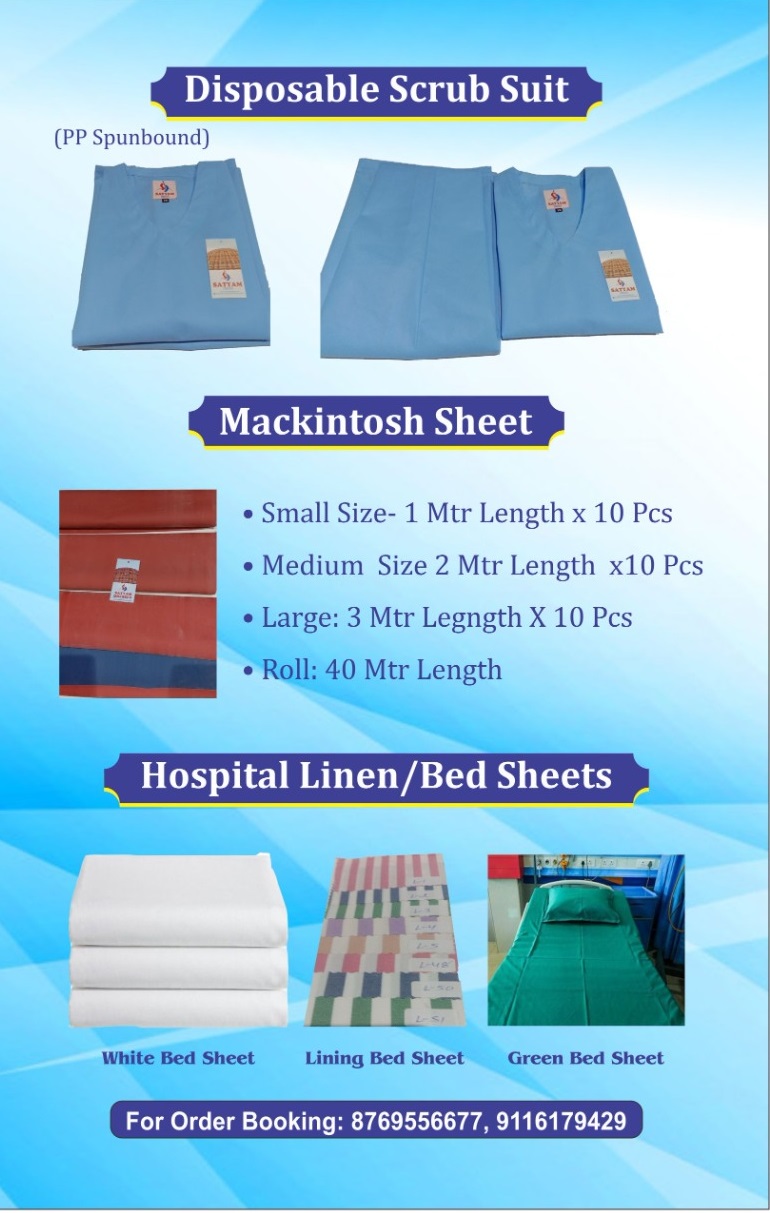 Disposable Scrub Suit
(PP Spunbound)
SATYAM
Mackintosh Sheet
• Small Size- 1 Mtr Length x 10 Pcs
• Medium Size 2 Mtr Length x10 Pcs
• Large: 3 Mtr Legngth X 10 Pcs
• Roll: 40 Mtr Length
Hospital Linen/Bed Sheets
White Bed Sheet
Lining Bed Sheet
Green Bed Sheet
For Order Booking: 8769556677, 9116179429